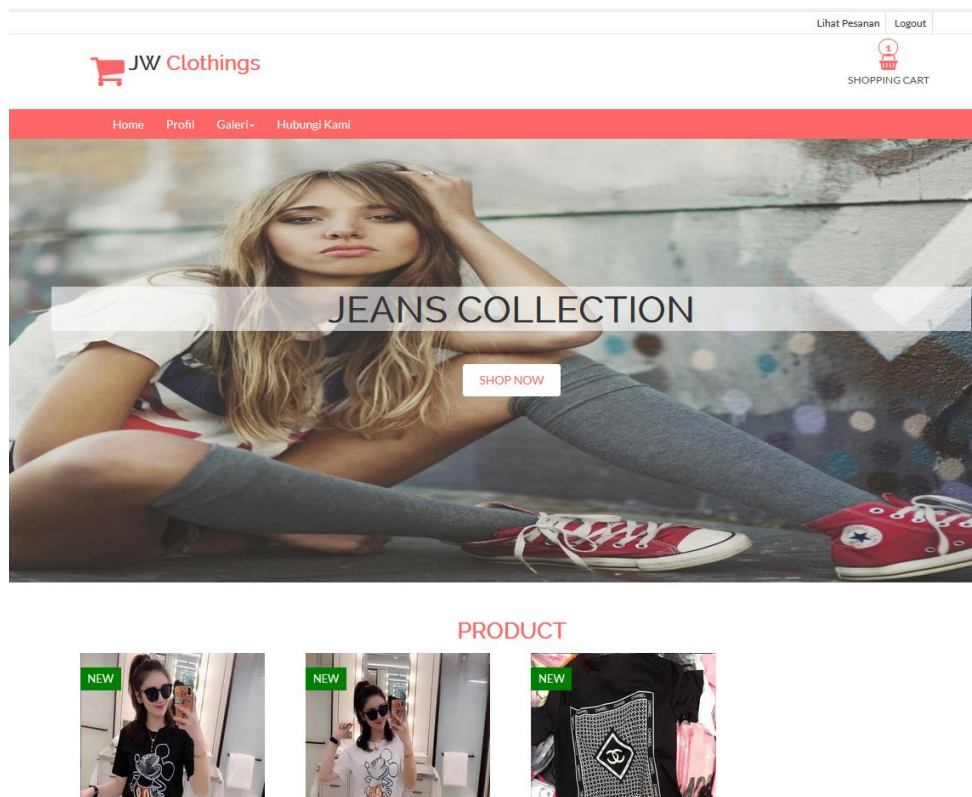 Lihat Pesanan Logout
JW Clothings
1
SHOPPING CART
Home Profil Galeri Hubungi Kami
JEANS COLLECTION
SHOP NOW
PRODUCT
NEW NEW NEW